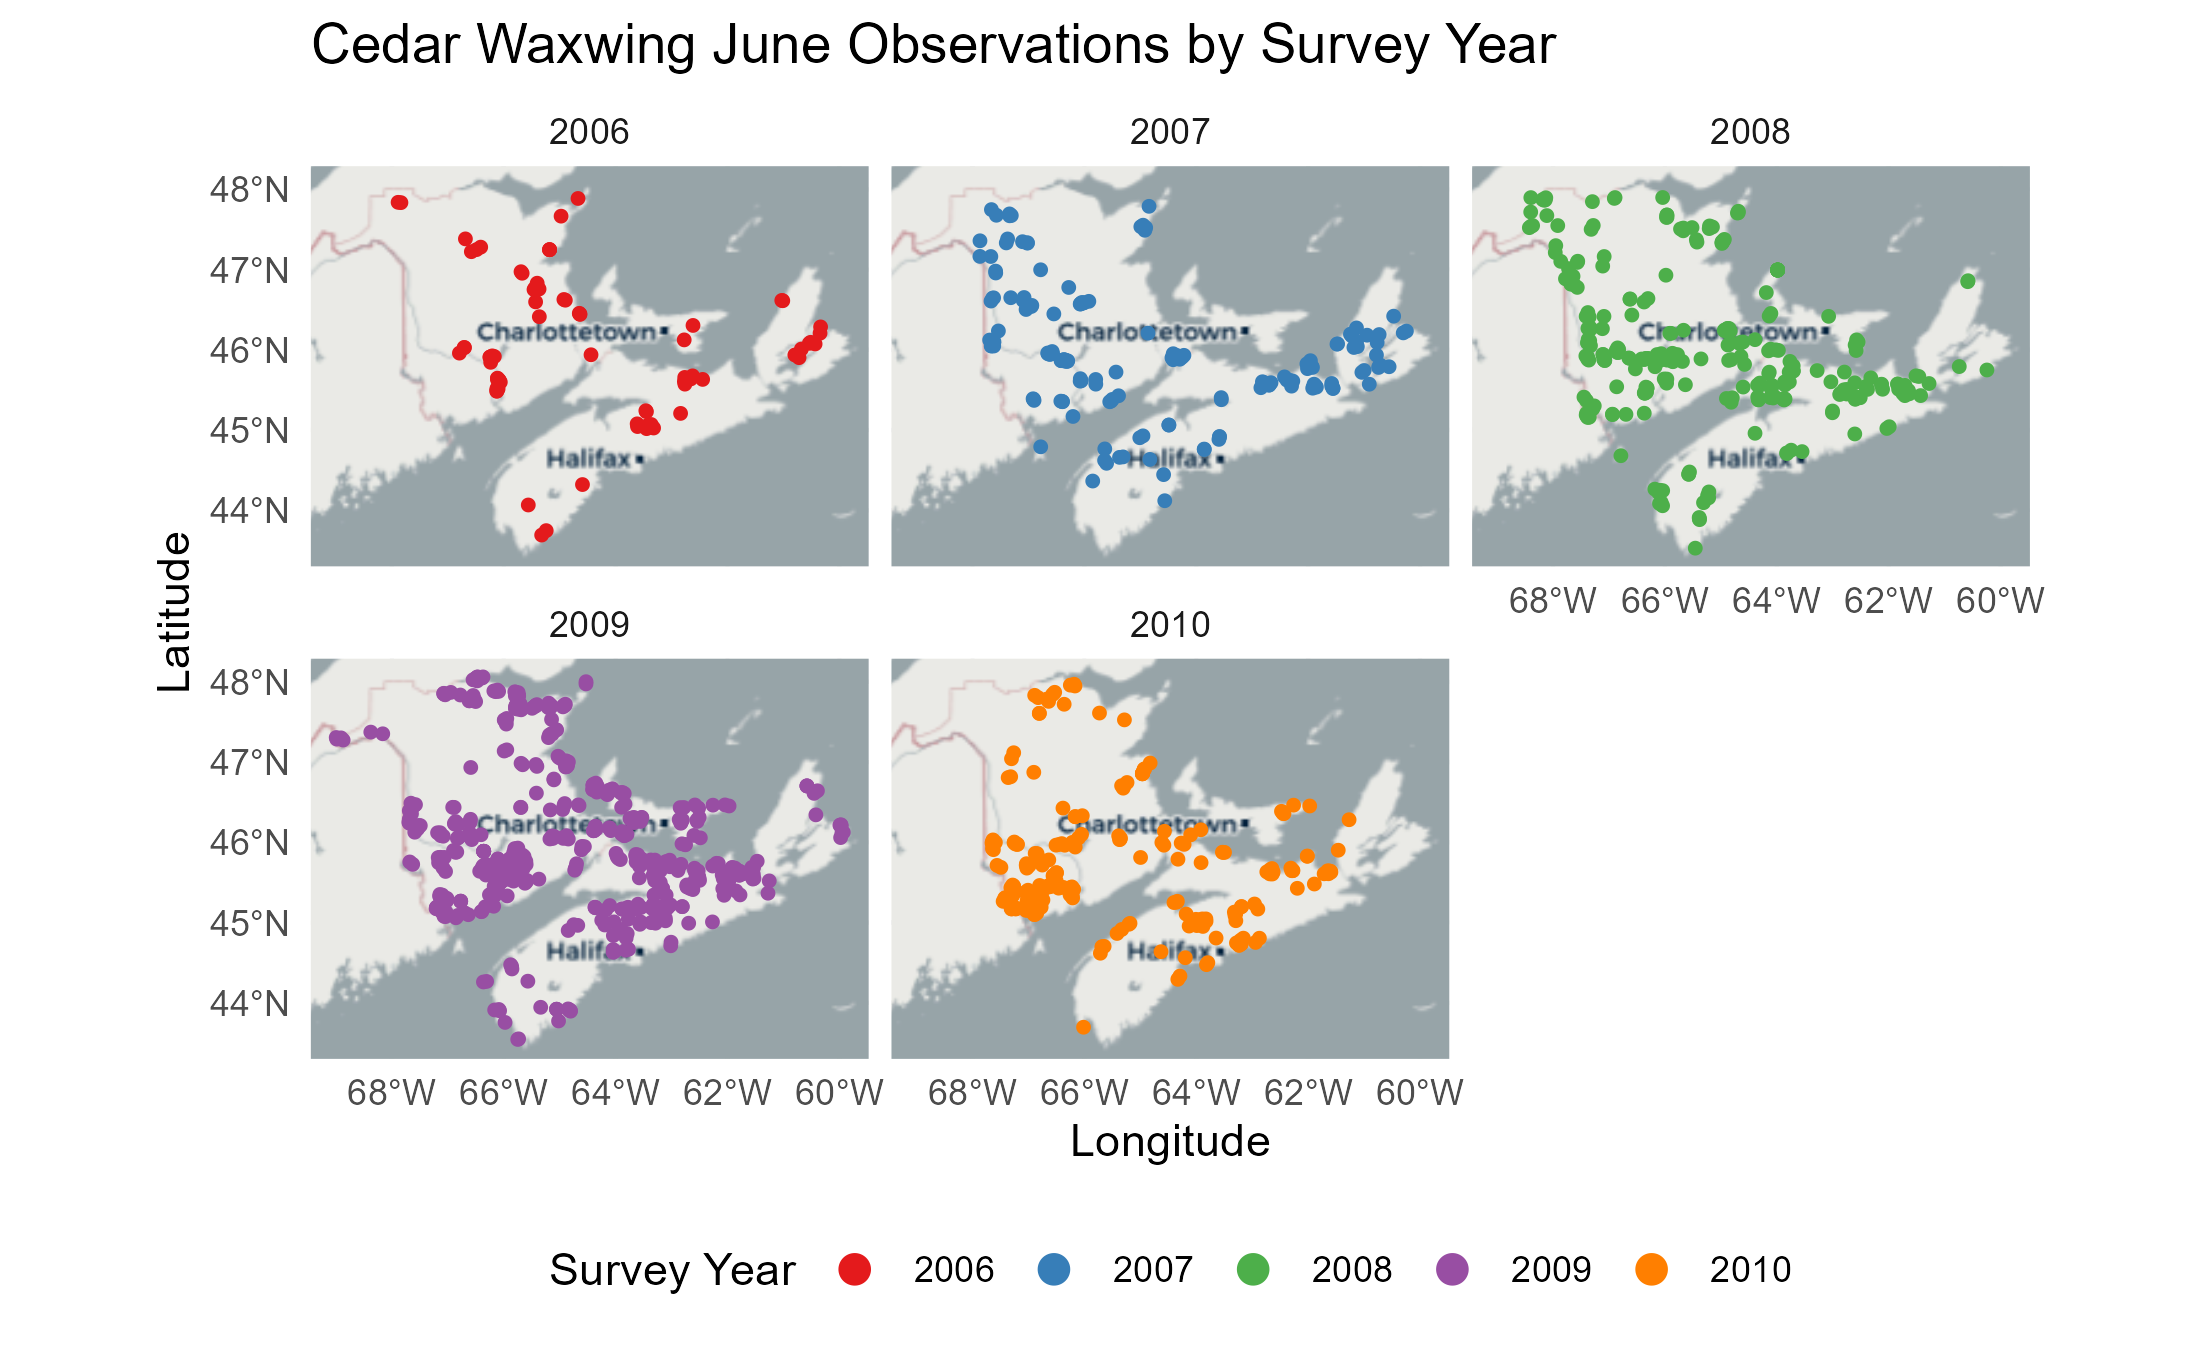 Cedar Waxwing June Observations by Survey Year
2006 2007 2008
48°N
47°N
46°N
45°N
44°N
Charlottetown
Halifax
Charlottetown
Halifax
Charlottetown
Halifax
68°W 66°W 64°W 62°W 60°W
Latitude
2009 2010
48°N
47°N
46°N
45°N
44°N
Charlottetown
Halifax
Charlottetown
Halifax
68°W 66°W 64°W 62°W 60°W 68°W 66°W 64°W 62°W 60°W
Longitude
Survey Year 2006 2007 2008 2009 2010